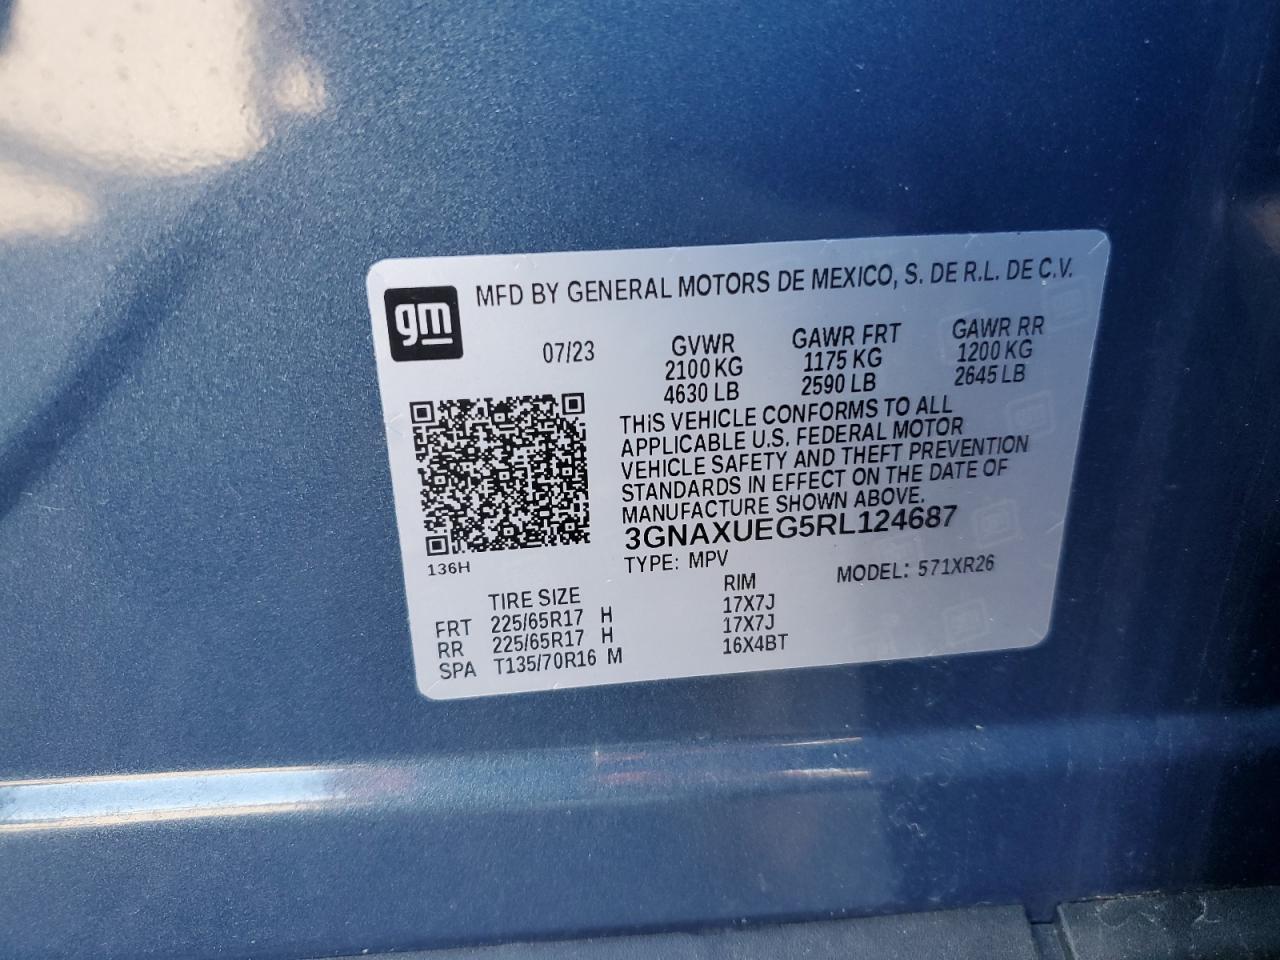 gm
MFD BY GENERAL MOTORS DE MEXICO, S. DE R.L. DE C.V.
07/23 GVWR GAWR FRT GAWR RR
2100 KG 1175 KG 1200 KG
4630 LB 2590 LB 2645 LB
THiS VEHICLE CONFORMS TO ALL
APPLICABLE U.S. FEDERAL MOTOR
VEHICLE SAFETY AND THEFT PREVENTION
STANDARDS IN EFFECT ON THE DATE OF
MANUFACTURE SHOWN ABOVE.
3GNAXUEG5RL124687
136H
TYPE: MPV MODEL: 571XR26
TIRE SIZE RIM
FRT 225/65R17 H 17X7J
RR 225/65R17 H 17X7J
SPA T135/70R16 M 16X4BT